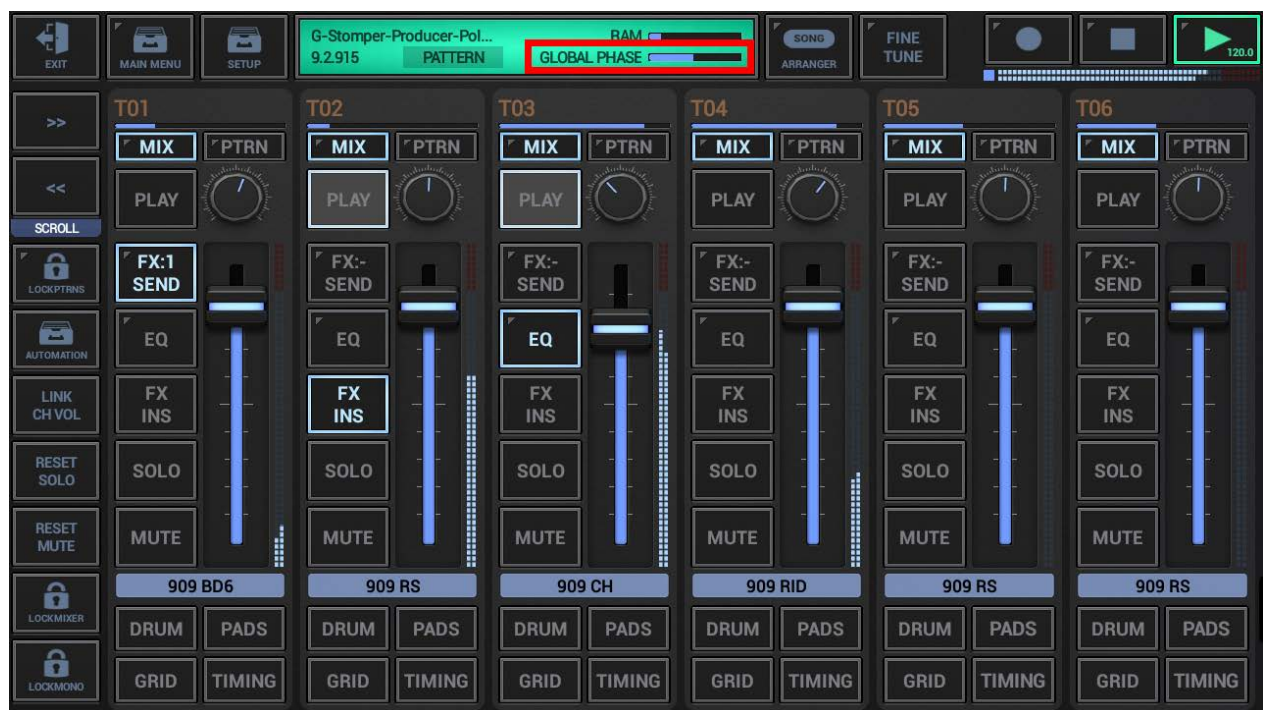 EXIT
MAIN MENU
SETUP
G-Stomper-Producer-Pol...
RAM
9.2.915
PATTERN
GLOBAL PHASE
SONG
ARRANGER
FINE
TUNE
120.0
>>
<<
SCROLL
LOCKPTRNS
AUTOMATION
LINK
CH VOL
RESET
SOLO
RESET
MUTE
LOCKMIXER
LOCKMONO
T01
MIX
PTRN
PLAY
FX:1
SEND
EQ
FX
INS
SOLO
MUTE
909 BD6
DRUM
PADS
GRID
TIMING
T02
MIX
PTRN
PLAY
FX:-
SEND
EQ
FX
INS
SOLO
MUTE
909 RS
DRUM
PADS
GRID
TIMING
T03
MIX
PTRN
PLAY
FX:-
SEND
EQ
FX
INS
SOLO
MUTE
909 CH
DRUM
PADS
GRID
TIMING
T04
MIX
PTRN
PLAY
FX:-
SEND
EQ
FX
INS
SOLO
MUTE
909 RID
DRUM
PADS
GRID
TIMING
T05
MIX
PTRN
PLAY
FX:-
SEND
EQ
FX
INS
SOLO
MUTE
909 RS
DRUM
PADS
GRID
TIMING
T06
MIX
PTRN
PLAY
FX:-
SEND
EQ
FX
INS
SOLO
MUTE
909 RS
DRUM
PADS
GRID
TIMING